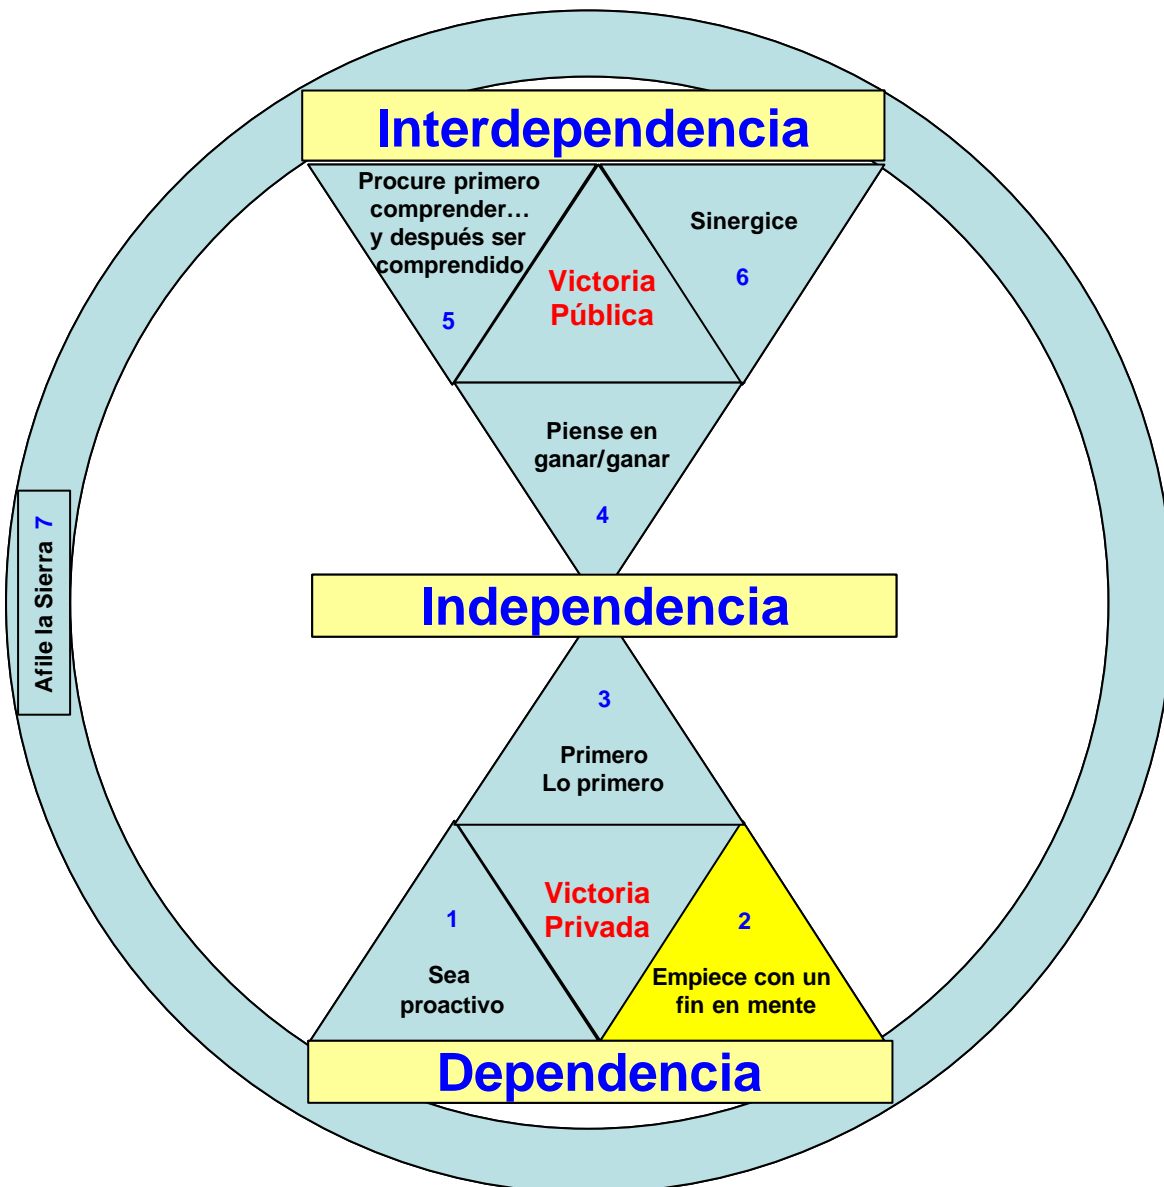 Interdependencia
Procure primero
comprender...
y después ser
comprendido
5
Victoria
Pública
Sinergice
6
Piense en
ganar/ganar
4
Afile la Sierra 7
Independencia
3
Primero
Lo primero
Victoria
Privada
1
Sea
proactivo
2
Empiece con un
fin en mente
Dependencia